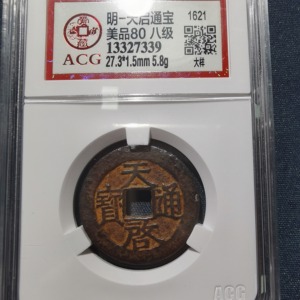 明-天启通宝
1621
美品80 八级
13327339
ACG
27.3*1.5mm 5.8g
大样
天
寶 通
啓
ACG